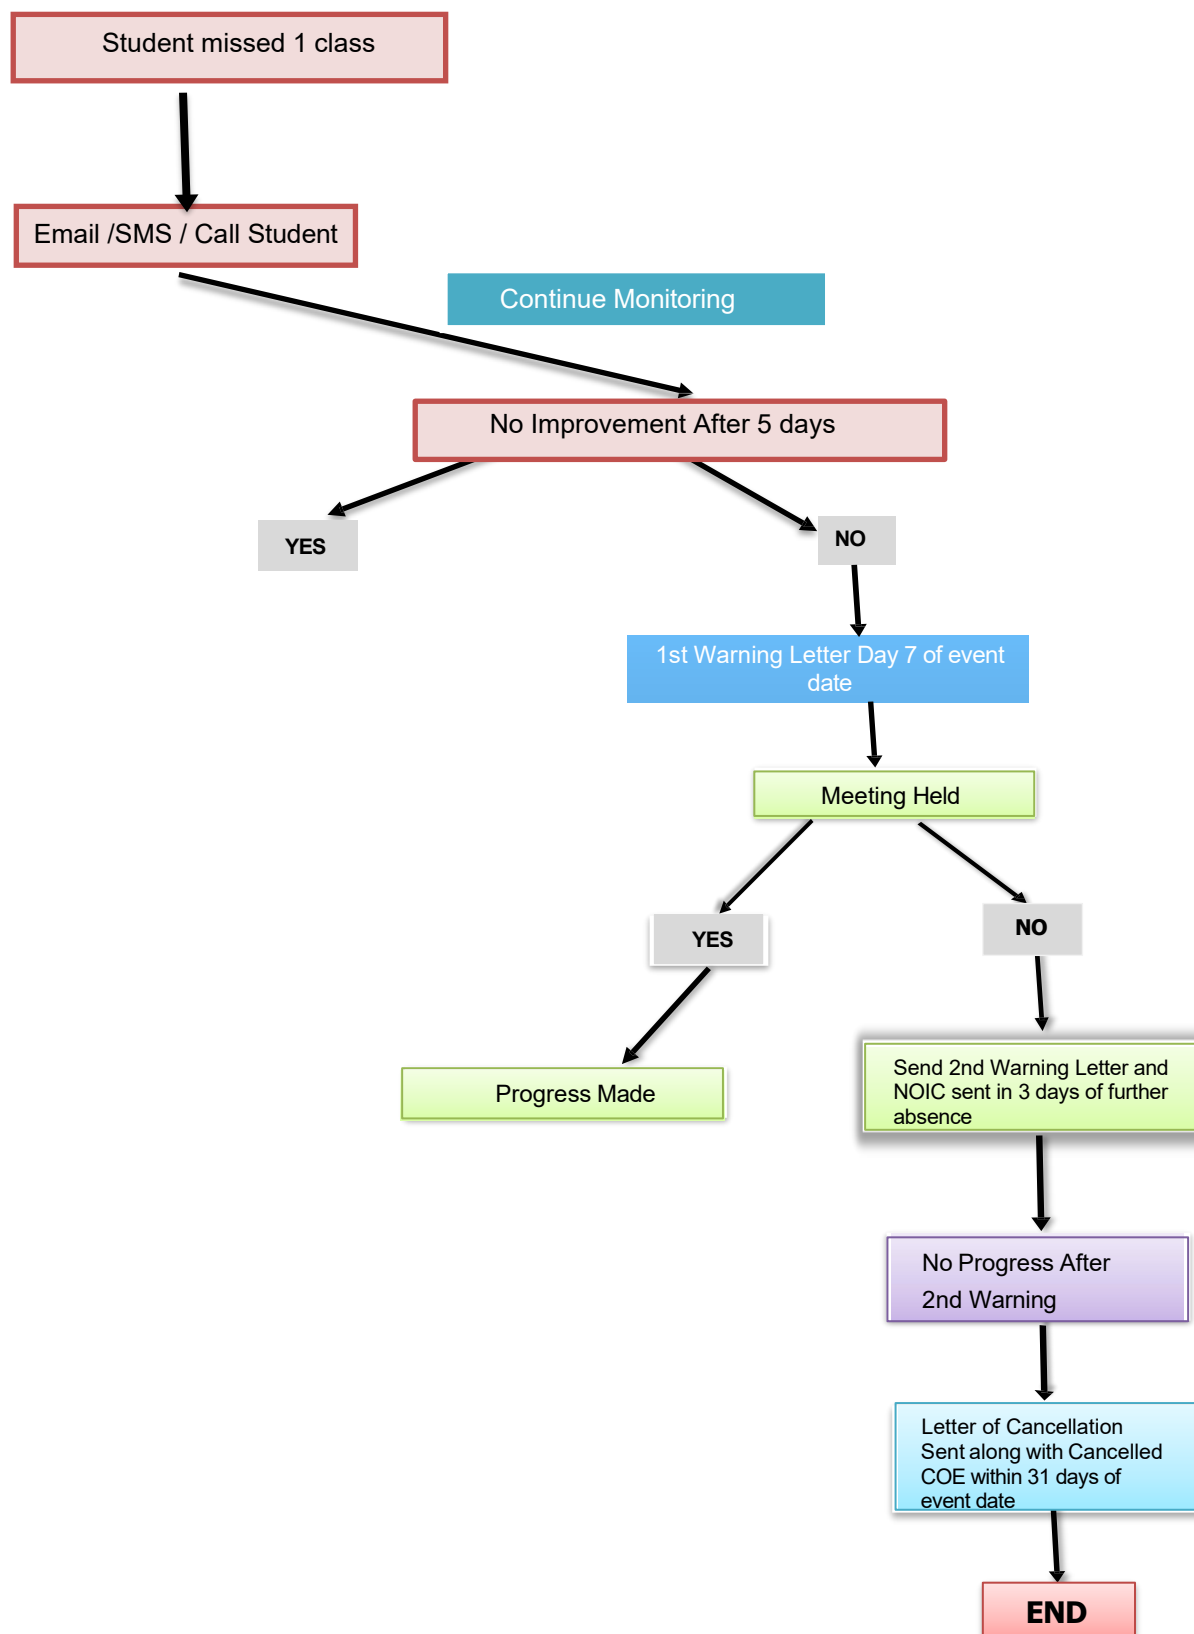 Student missed 1 class
Email /SMS / Call Student
Continue Monitoring
No Improvement After 5 days
YES
NO
1st Warning Letter Day 7 of event
date
Meeting Held
YES
NO
Progress Made
Send 2nd Warning Letter and
NOIC sent in 3 days of further
absence
No Progress After
2nd Warning
Letter of Cancellation
Sent along with Cancelled
COE within 31 days of
event date
END